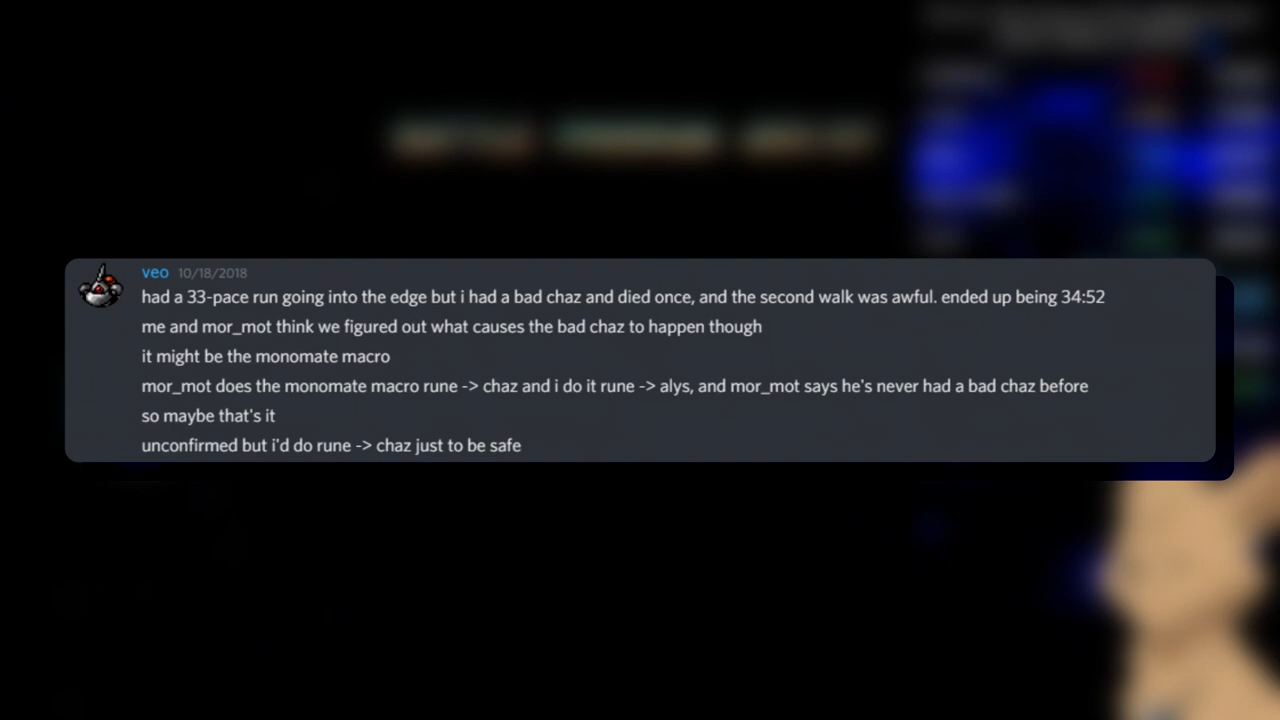 veo 10/18/2018
had a 33-pace run going into the edge but i had a bad chaz and died once, and the second walk was awful. ended up being 34:52
me and mor_mot think we figured out what causes the bad chaz to happen though
it might be the monomate macro
mor_mot does the monomate macro rune -> chaz and i do it rune -> alys, and mor_mot says he's never had a bad chaz before
so maybe that's it
unconfirmed but i'd do rune -> chaz just to be safe